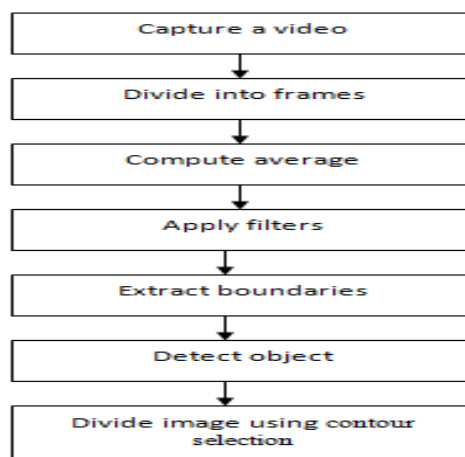 Capture a video
Divide into frames
Compute average
Apply filters
Extract boundaries
Detect object
Divide image using contour
selection